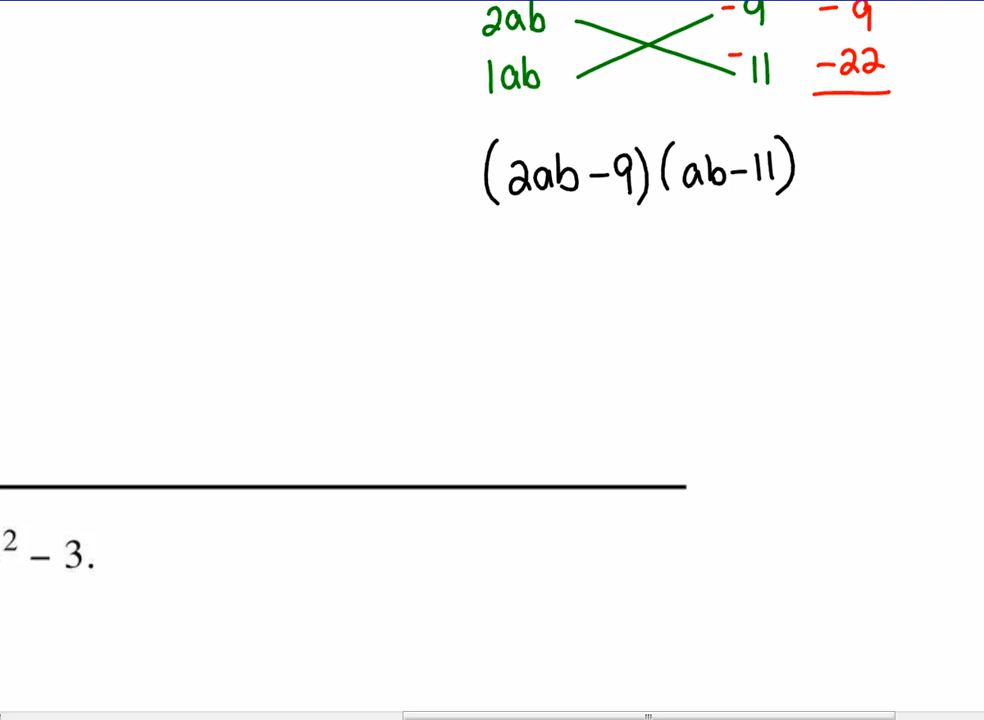 2ab -9 -9
1ab -11 -22
(2ab-9)(ab-11)
2 – 3.